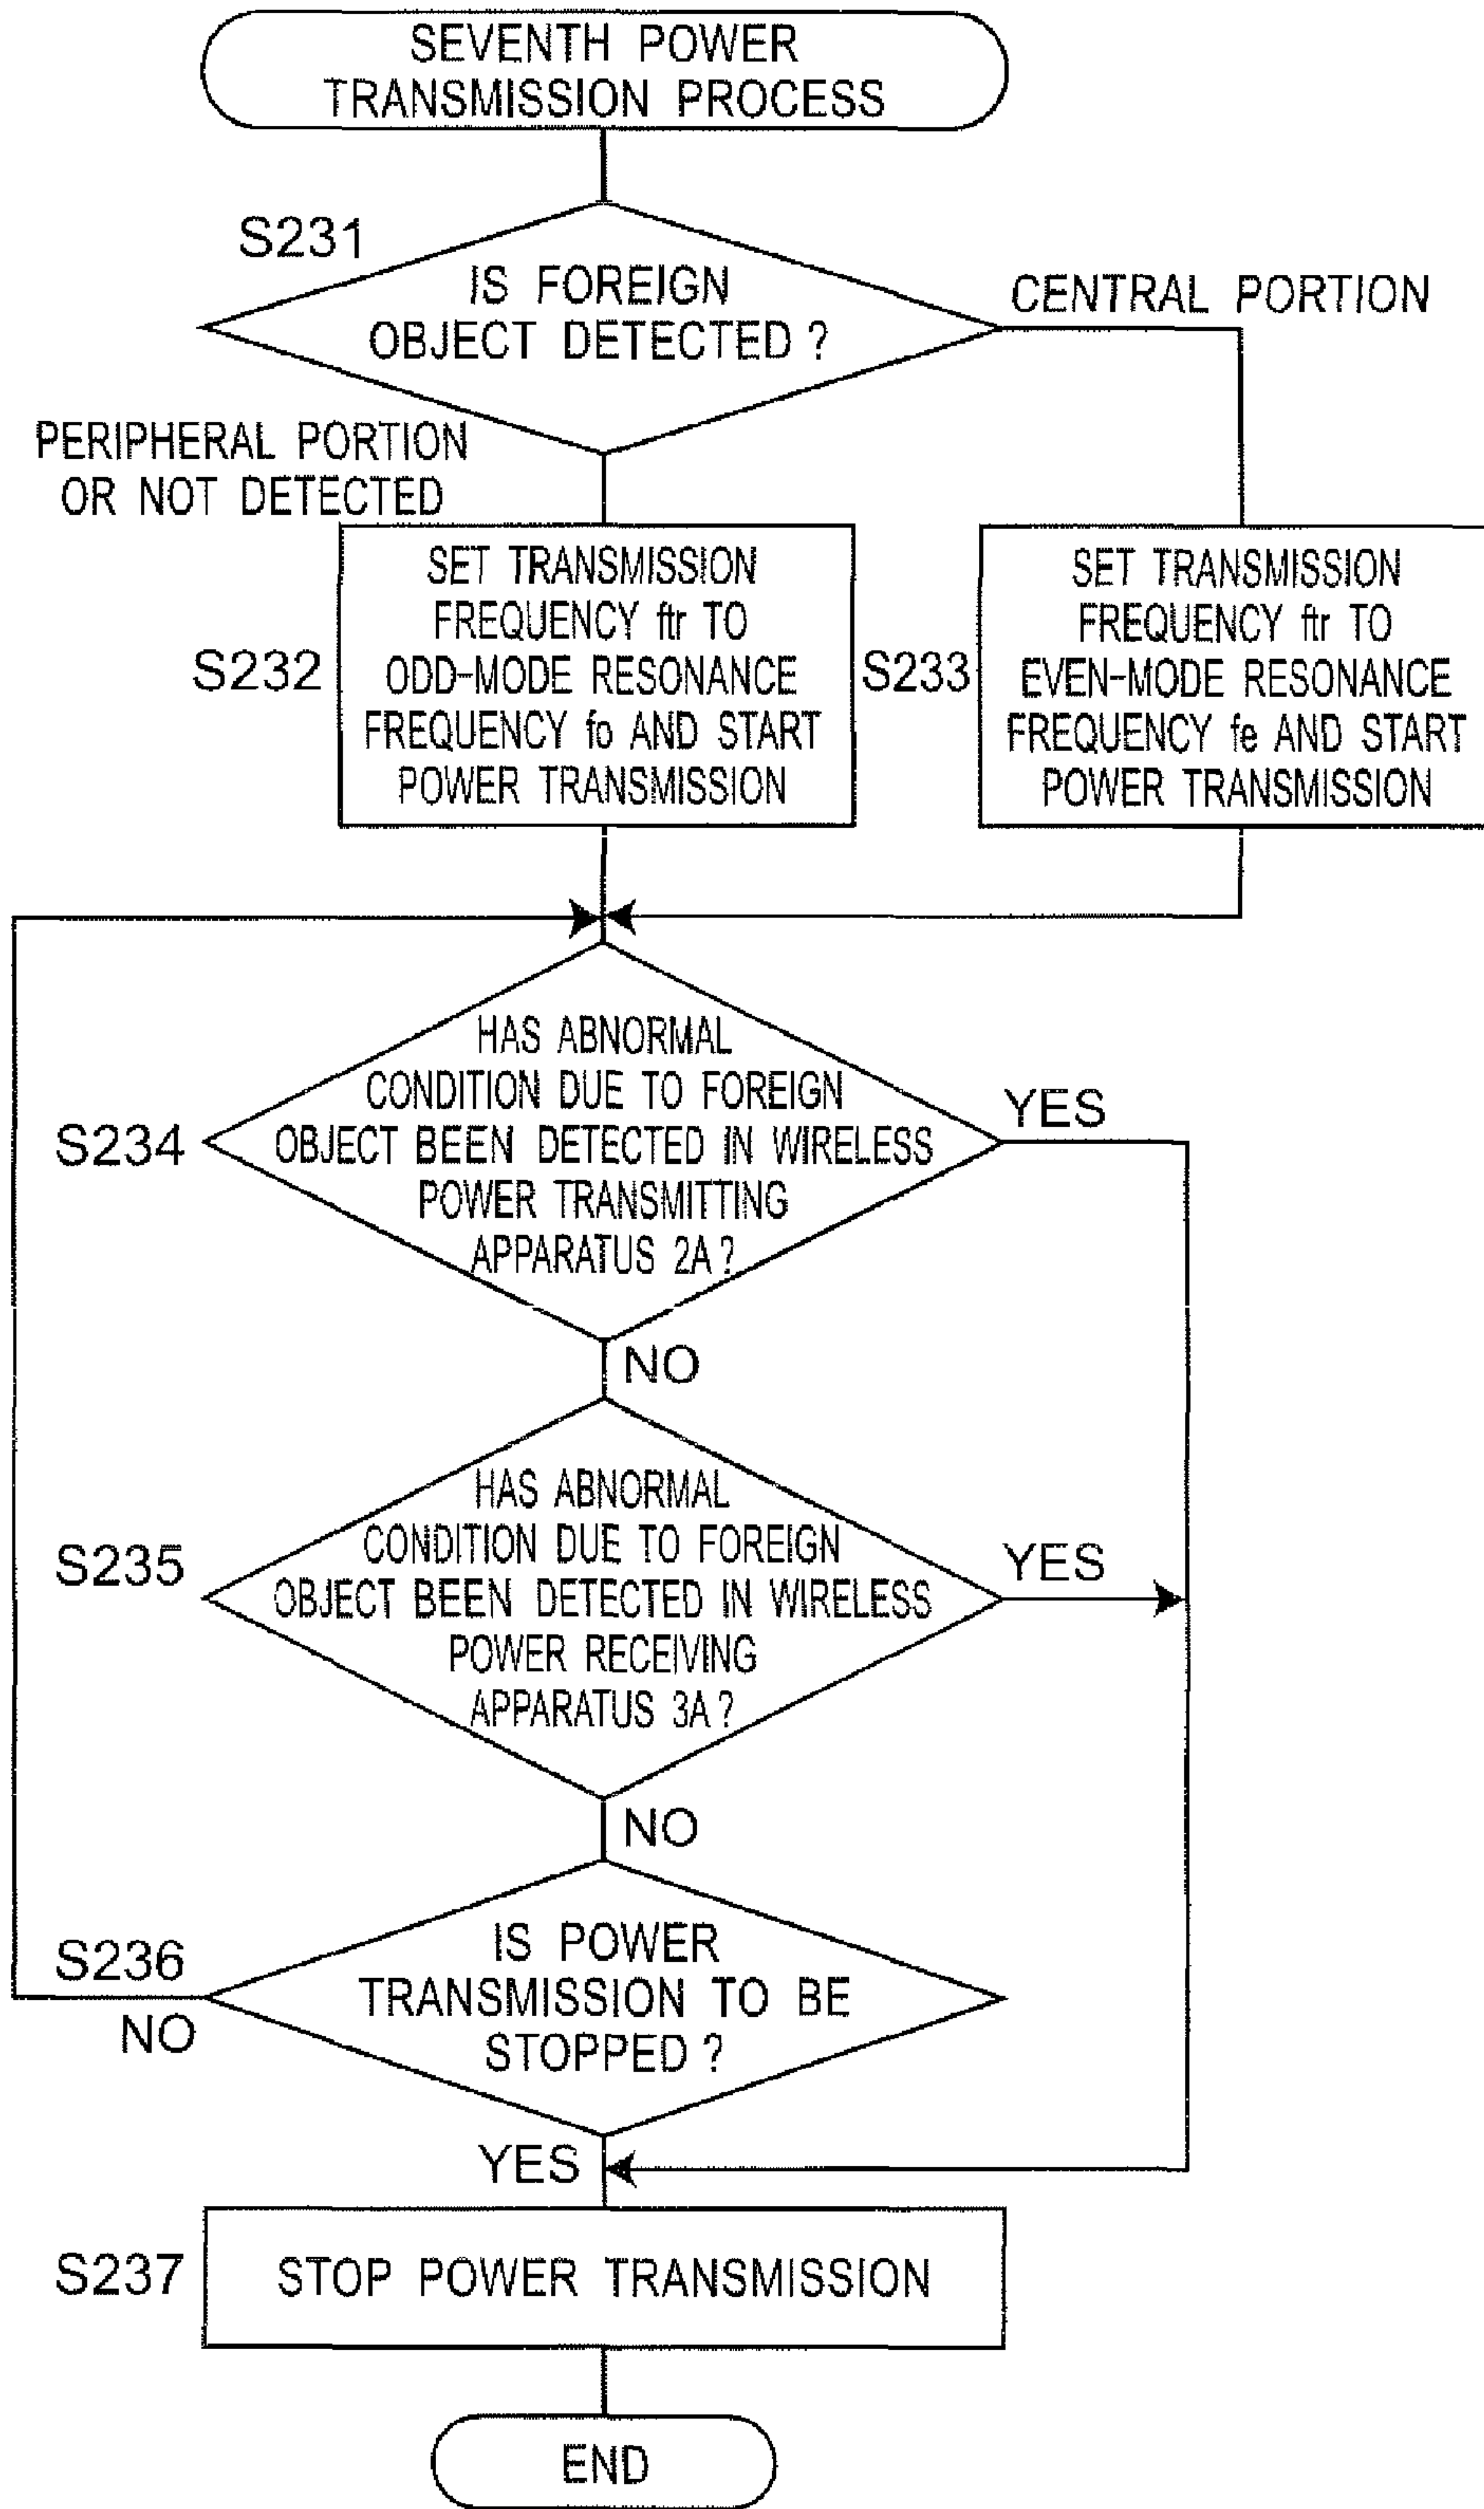 SEVENTH POWER
TRANSMISSION PROCESS
S231
IS FOREIGN
OBJECT DETECTED ?
CENTRAL PORTION
PERIPHERAL PORTION
OR NOT DETECTED
S232
SET TRANSMISSION
FREQUENCY ftr TO
ODD-MODE RESONANCE
FREQUENCY fo AND START
POWER TRANSMISSION
S233
SET TRANSMISSION
FREQUENCY ftr TO
EVEN-MODE RESONANCE
FREQUENCY fe AND START
POWER TRANSMISSION
S234
HAS ABNORMAL
CONDITION DUE TO FOREIGN
OBJECT BEEN DETECTED IN WIRELESS
POWER TRANSMITTING
APPARATUS 2A ?
YES
NO
S235
HAS ABNORMAL
CONDITION DUE TO FOREIGN
OBJECT BEEN DETECTED IN WIRELESS
POWER RECEIVING
APPARATUS 3A ?
YES
NO
S236
IS POWER
TRANSMISSION TO BE
STOPPED ?
NO
YES
S237
STOP POWER TRANSMISSION
END